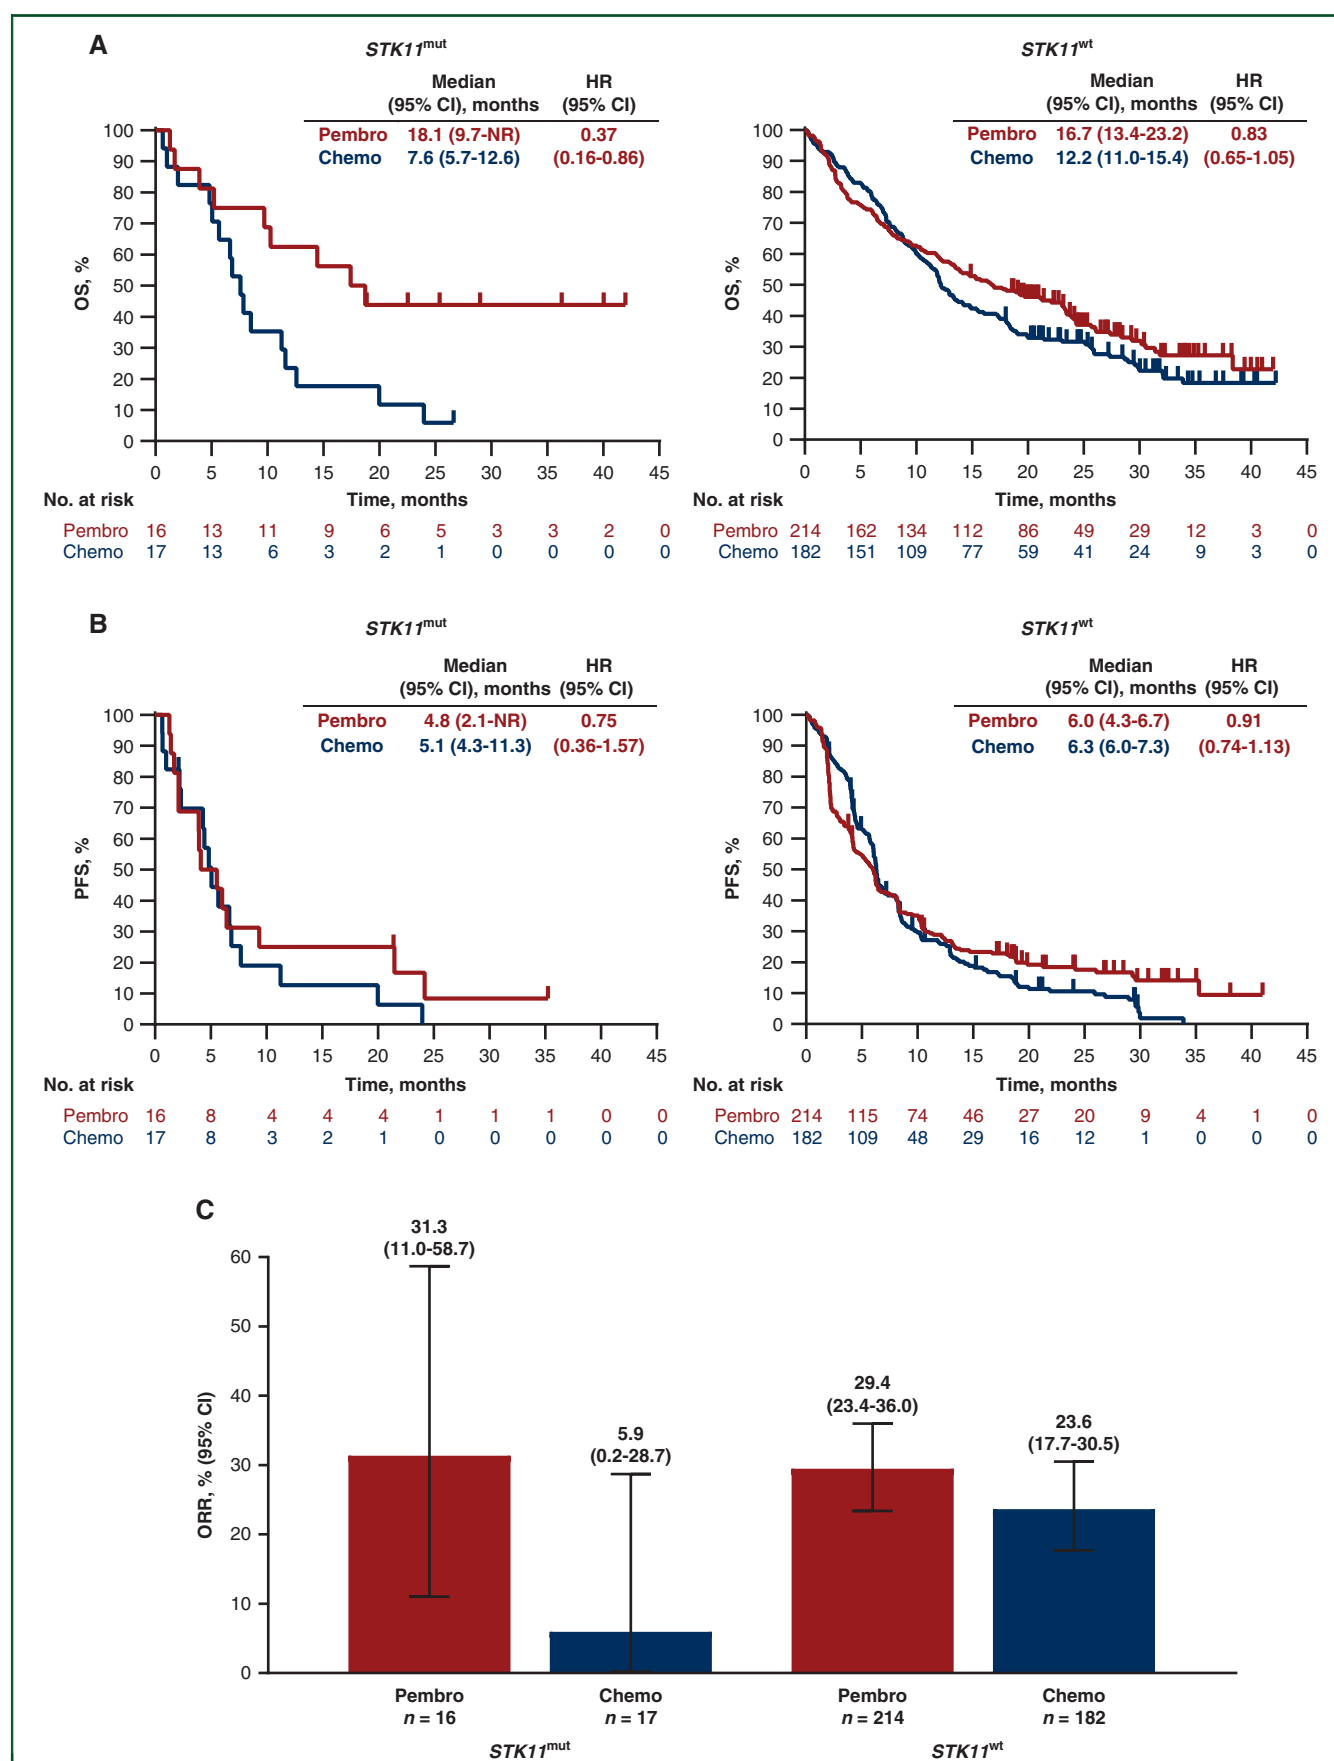 A
STK11mut
Median HR
(95% CI), months (95% CI)
Pembro 18.1 (9.7-NR) 0.37
Chemo 7.6 (5.7-12.6) (0.16-0.86)
OS, %
100
90
80
70
60
50
40
30
20
10
0
0 5 10 15 20 25 30 35 40 45
No. at risk Time, months
Pembro 16 13 11 9 6 5 3 3 2 0
Chemo 17 13 6 3 2 1 0 0 0 0
STK11wt
Median HR
(95% CI), months (95% CI)
Pembro 16.7 (13.4-23.2) 0.83
Chemo 12.2 (11.0-15.4) (0.65-1.05)
OS, %
100
90
80
70
60
50
40
30
20
10
0
0 5 10 15 20 25 30 35 40 45
No. at risk Time, months
Pembro 214 162 134 112 86 49 29 12 3 0
Chemo 182 151 109 77 59 41 24 9 3 0
B
STK11mut
Median HR
(95% CI), months (95% CI)
Pembro 4.8 (2.1-NR) 0.75
Chemo 5.1 (4.3-11.3) (0.36-1.57)
PFS, %
100
90
80
70
60
50
40
30
20
10
0
0 5 10 15 20 25 30 35 40 45
No. at risk Time, months
Pembro 16 8 4 4 4 1 1 1 0 0
Chemo 17 8 3 2 1 0 0 0 0 0
STK11wt
Median HR
(95% CI), months (95% CI)
Pembro 6.0 (4.3-6.7) 0.91
Chemo 6.3 (6.0-7.3) (0.74-1.13)
PFS, %
100
90
80
70
60
50
40
30
20
10
0
0 5 10 15 20 25 30 35 40 45
No. at risk Time, months
Pembro 214 115 74 46 27 20 9 4 1 0
Chemo 182 109 48 29 16 12 1 0 0 0
C
ORR, % (95% CI)
60
50
40
30
20
10
0
31.3
(11.0-58.7)
5.9
(0.2-28.7)
29.4
(23.4-36.0)
23.6
(17.7-30.5)
Pembro Chemo Pembro Chemo
n = 16 n = 17 n = 214 n = 182
STK11mut STK11wt